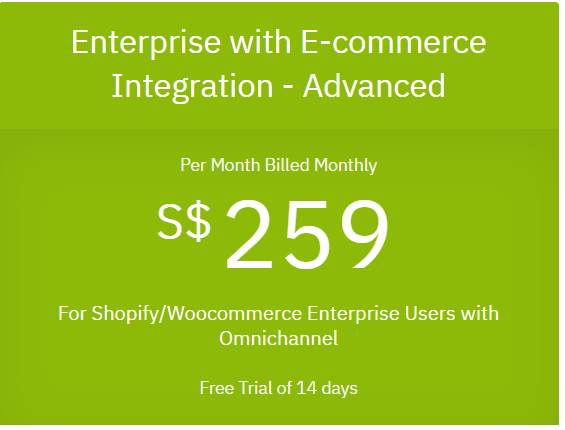 Enterprise with E-commerce
Integration - Advanced
Per Month Billed Monthly
S$ 259
For Shopify/Woocommerce Enterprise Users with
Omnichannel
Free Trial of 14 days